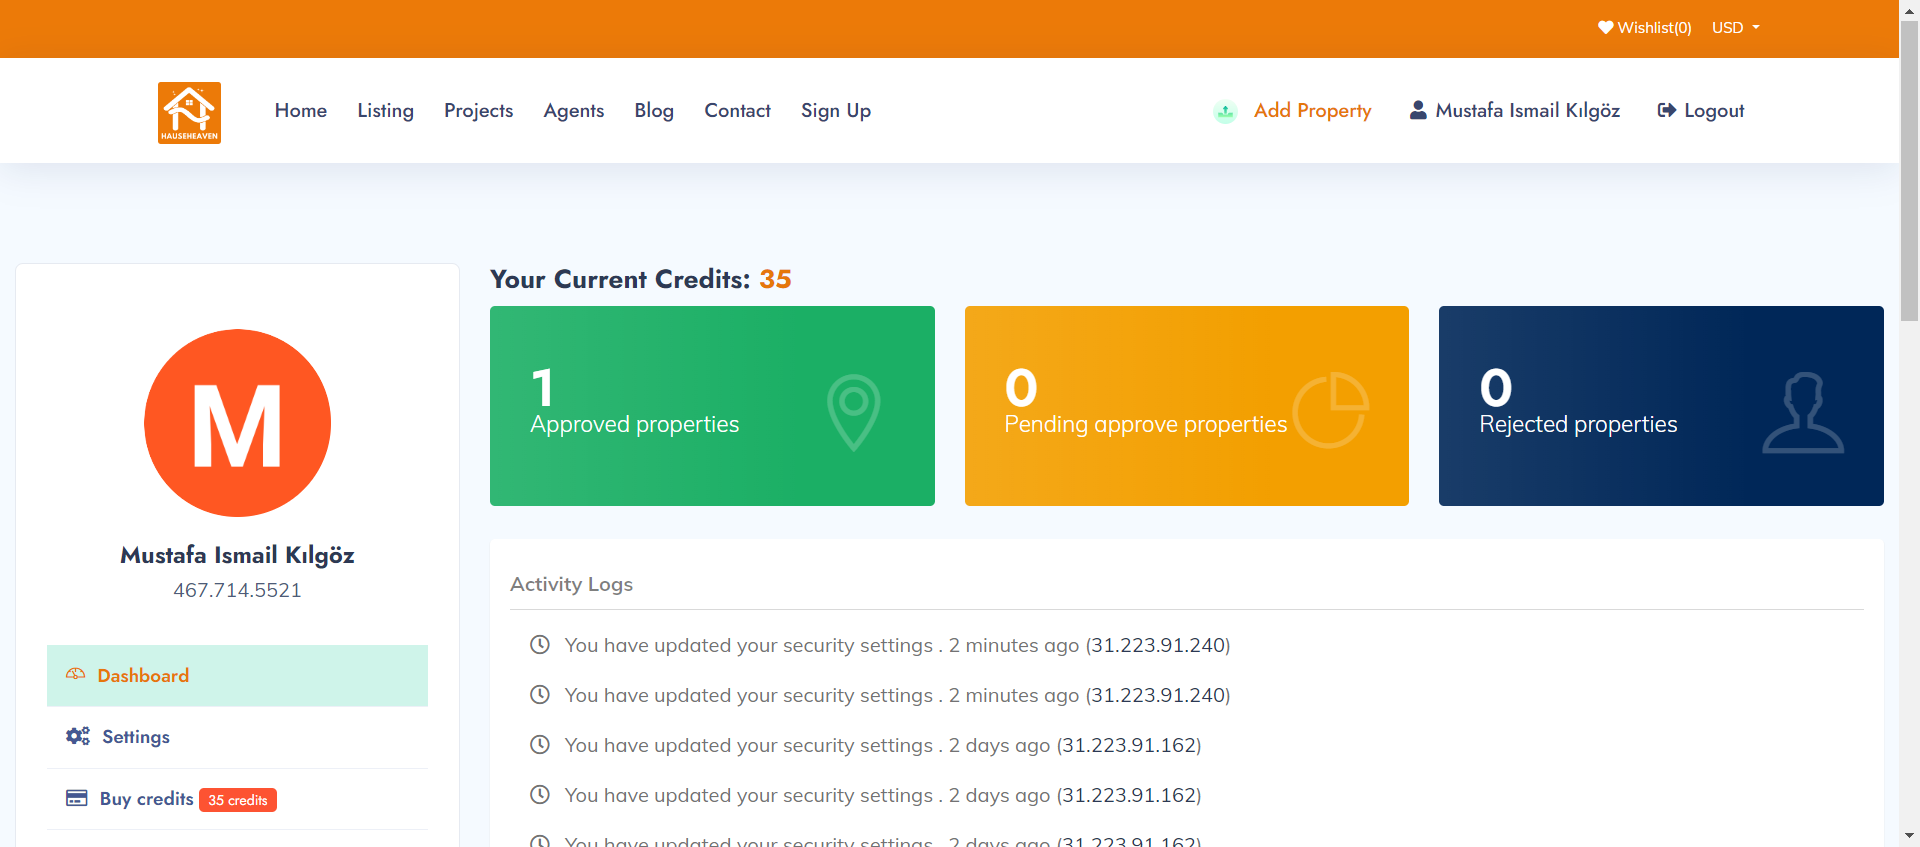 Wishlist(0) USD
HAUSEHEAVEN
Home Listing Projects Agents Blog Contact Sign Up Add Property Mustafa Ismail Kılgöz Logout
M
Mustafa Ismail Kılgöz
467.714.5521
Dashboard
Settings
Buy credits 35 credits
Your Current Credits: 35
1
Approved properties
0
Pending approve properties
0
Rejected properties
Activity Logs
You have updated your security settings . 2 minutes ago (31.223.91.240)
You have updated your security settings . 2 minutes ago (31.223.91.240)
You have updated your security settings . 2 days ago (31.223.91.162)
You have updated your security settings . 2 days ago (31.223.91.162)
You have updated your security settings . 2 days ago (31.223.91.162)